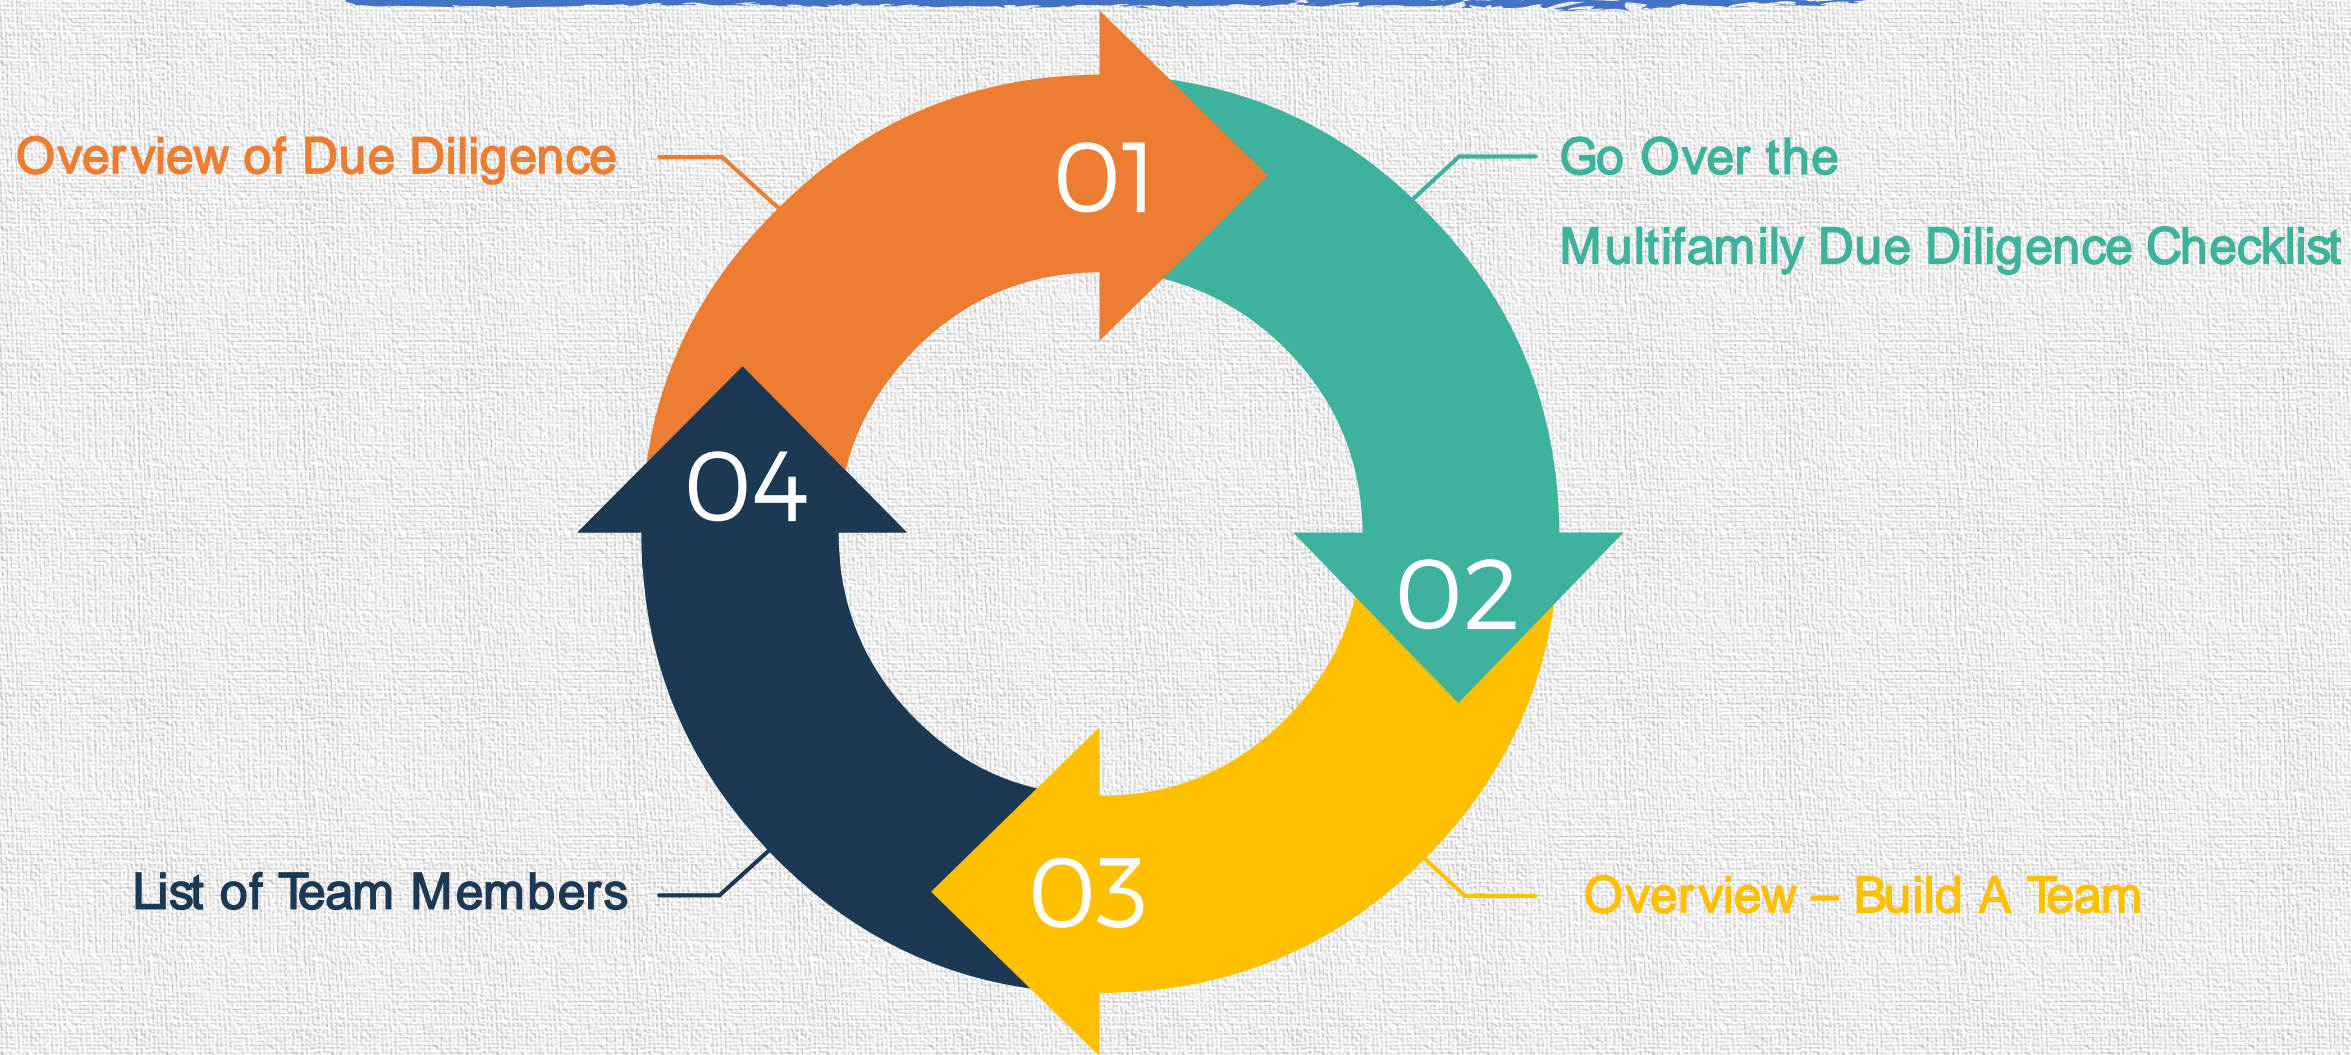 Overview of Due Diligence
01
Go Over the
Multifamily Due Diligence Checklist
02
03
Overview – Build A Team
04
List of Team Members